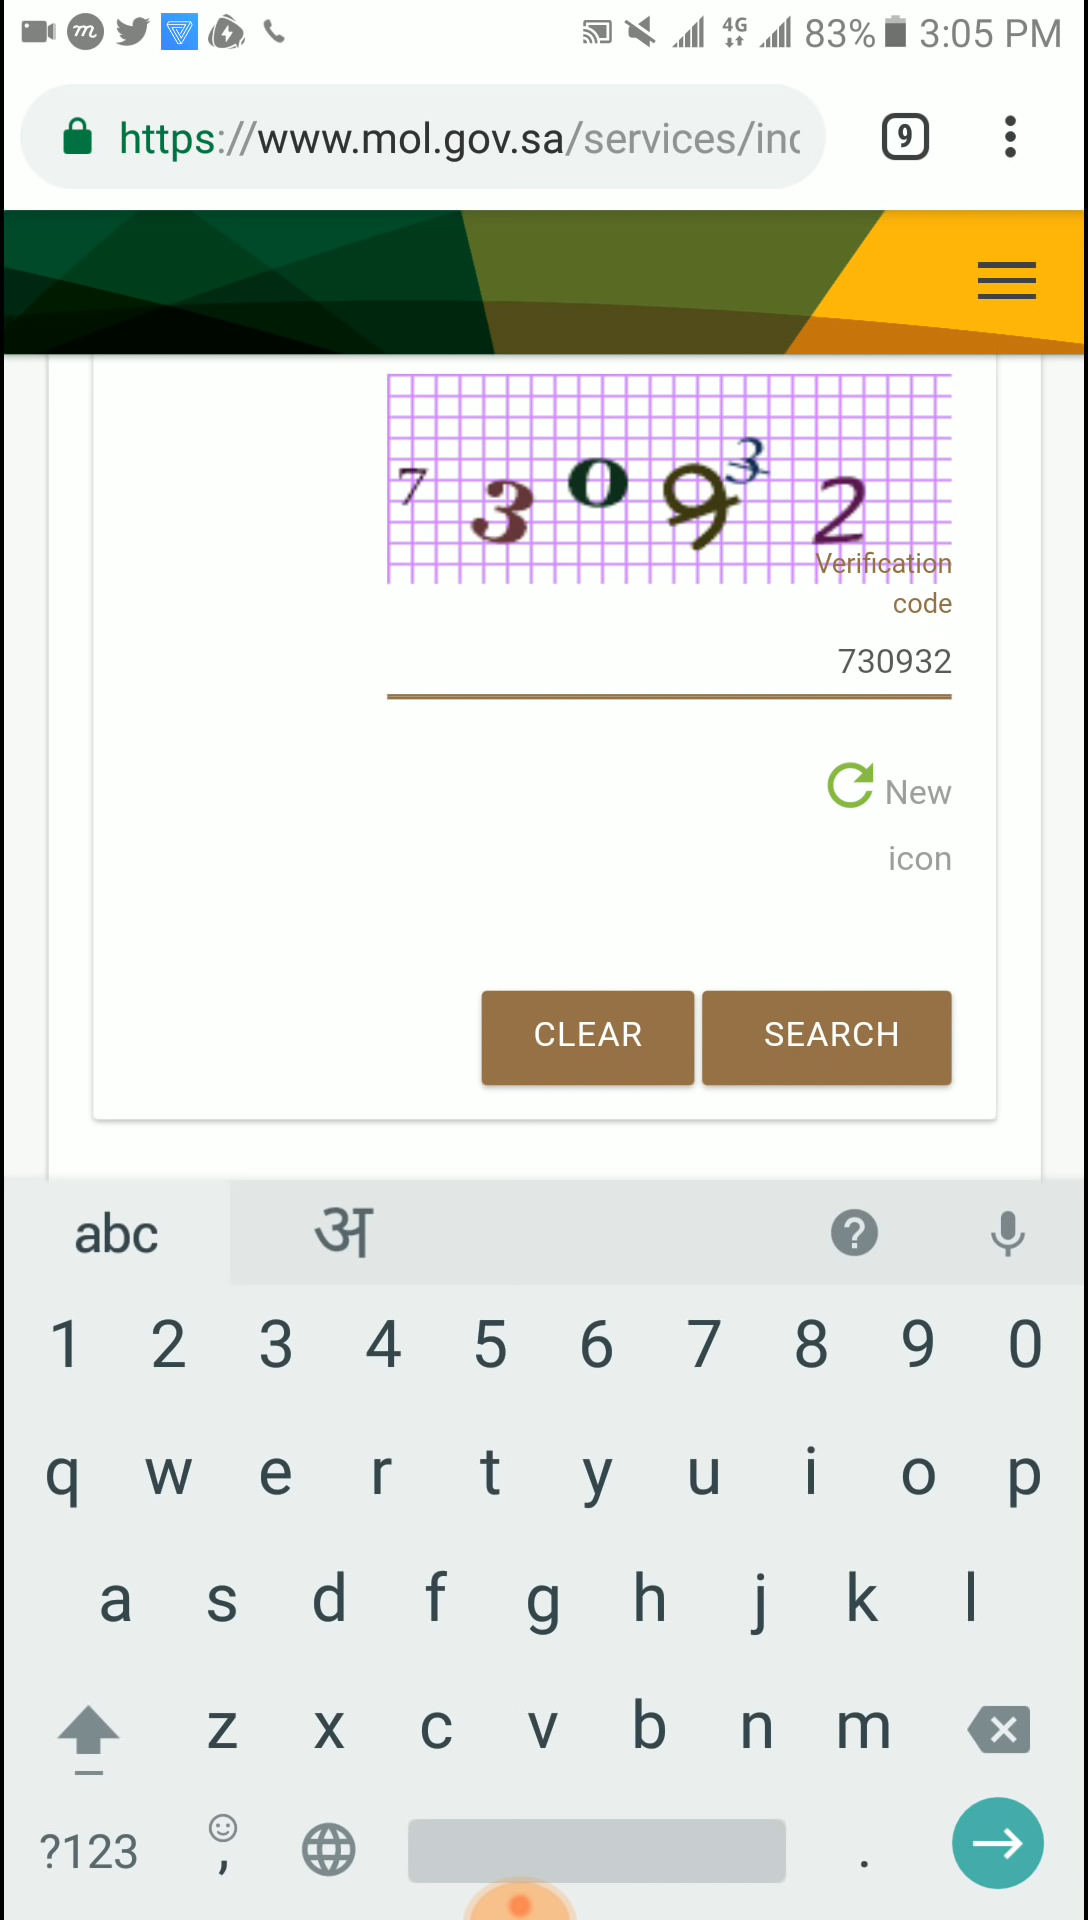 4G 83% 3:05 PM
https://www.mol.gov.sa/services/inc 9
7 3 0 9 3 2
Verification
code
730932
New
icon
CLEAR SEARCH
abc अ ?
1 2 3 4 5 6 7 8 9 0
q w e r t y u i o p
a s d f g h j k l
z x c v b n m
?123 , .